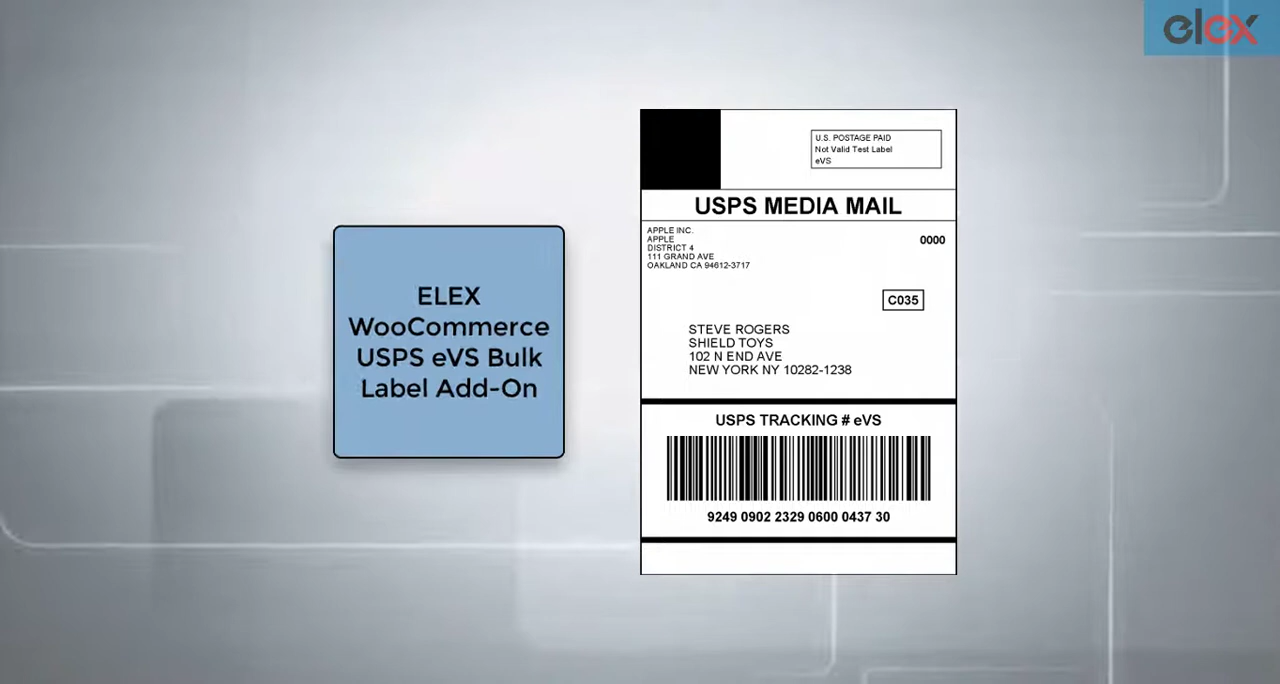 elex
ELEX
WooCommerce
USPS eVS Bulk
Label Add-On
U.S. POSTAGE PAID
Not Valid Test Label
eVS
USPS MEDIA MAIL
APPLE INC.
APPLE
DISTRICT 4
111 GRAND AVE
OAKLAND CA 94612-3717
0000
C035
STEVE ROGERS
SHIELD TOYS
102 N END AVE
NEW YORK NY 10282-1238
USPS TRACKING # eVS
9249 0902 2329 0600 0437 30